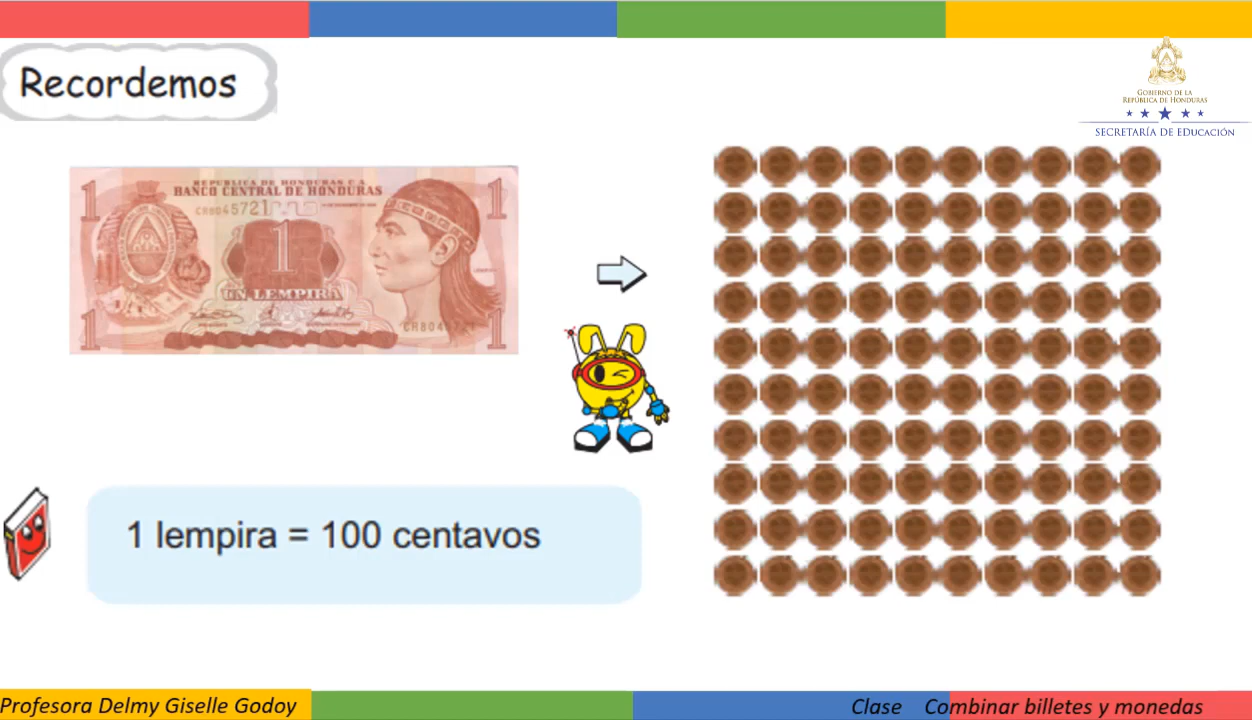 Recordemos
GOBIERNO DE LA
REPÚBLICA DE HONDURAS
SECRETARÍA DE EDUCACIÓN
1
1
REPUBLICA DE HONDURAS C.A.
BANCO CENTRAL DE HONDURAS
CR8045721
1
UN LEMPIRA
1
1
1 lempira = 100 centavos
Profesora Delmy Giselle Godoy
Clase Combinar billetes y monedas